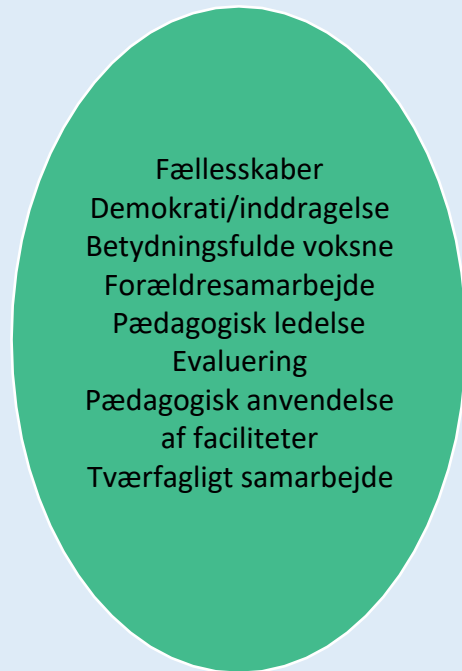 Fællesskaber
Demokrati/inddragelse
Betydningsfulde voksne
Forældresamarbejde
Pædagogisk ledelse
Evaluering
Pædagogisk anvendelse
af faciliteter
Tværfagligt samarbejde